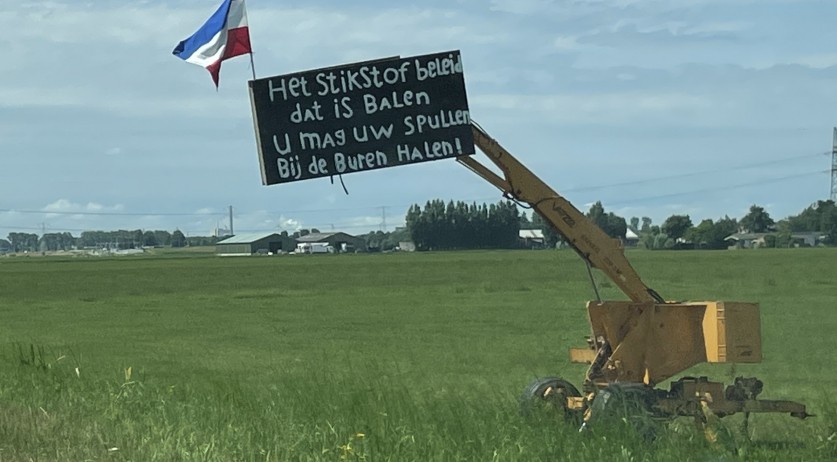 Het Stikstof beleid
dat is Balen
U mag uw spullen
Bij de Buren Halen!